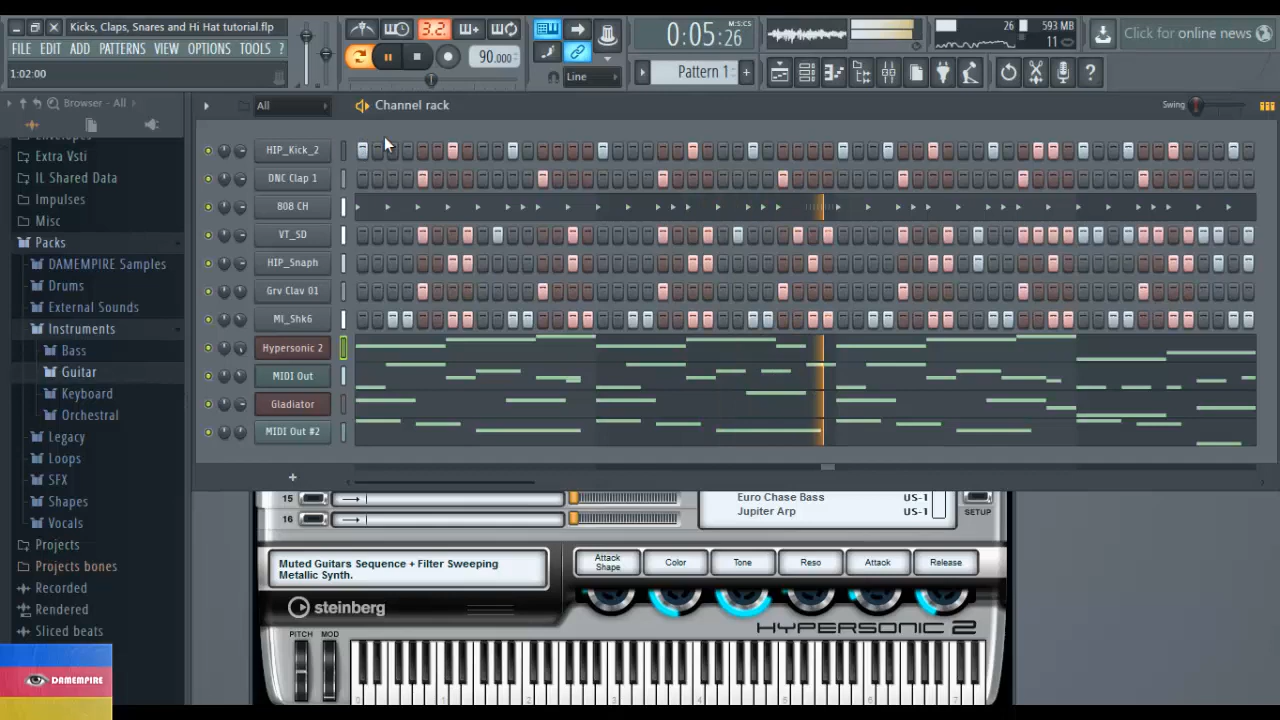 Kicks, Claps, Snares and Hi Hat tutorial.flp
FILE EDIT ADD PATTERNS VIEW OPTIONS TOOLS ?
1:02:00
3.2.
90.000
Line
0:05:26
M:S:CS
Pattern 1
26
593 MB
11
Click for online news
Browser - All
All
Channel rack
Swing
Extra Vsti
IL Shared Data
Impulses
Misc
Packs
DAMEMPIRE Samples
Drums
External Sounds
Instruments
Bass
Guitar
Keyboard
Orchestral
Legacy
Loops
SFX
Shapes
Vocals
Projects
Projects bones
Recorded
Rendered
Sliced beats
HIP_Kick_2
DNC Clap 1
808 CH
VT_SD
HIP_Snaph
Grv Clav 01
MI_Shk6
Hypersonic 2
MIDI Out
Gladiator
MIDI Out #2
15
16
Euro Chase Bass US-1
Jupiter Arp US-1
SETUP
Muted Guitars Sequence + Filter Sweeping
Metallic Synth.
Attack
Shape
Color
Tone
Reso
Attack
Release
steinberg
HYPERSONIC 2
PITCH MOD
DAMEMPIRE